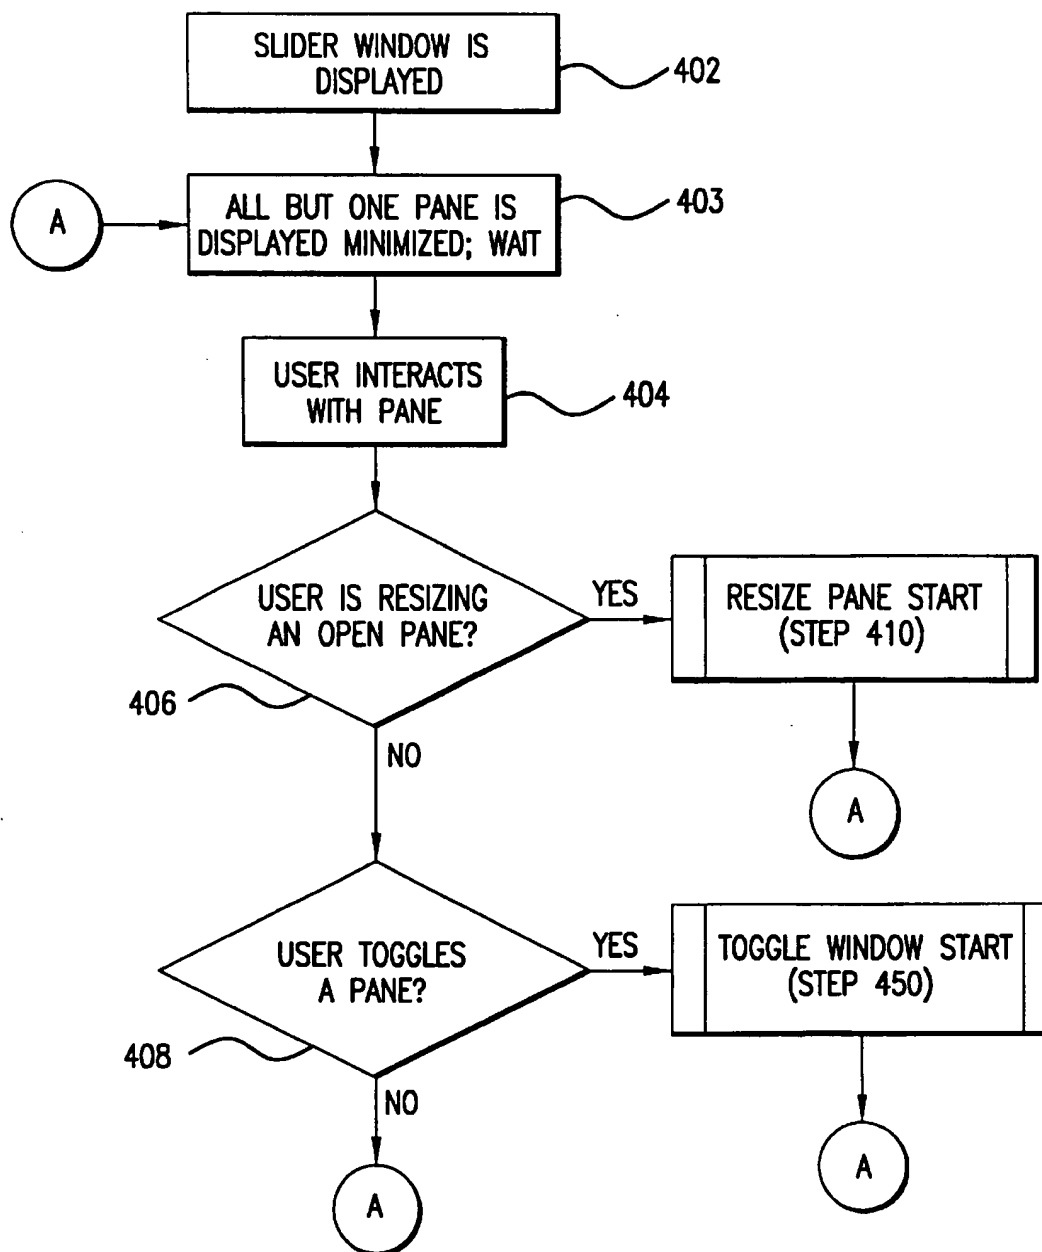 SLIDER WINDOW IS
DISPLAYED
402
A
ALL BUT ONE PANE IS
DISPLAYED MINIMIZED; WAIT
403
USER INTERACTS
WITH PANE
404
USER IS RESIZING
AN OPEN PANE?
406
YES
RESIZE PANE START
(STEP 410)
NO
A
USER TOGGLES
A PANE?
408
YES
TOGGLE WINDOW START
(STEP 450)
NO
A
A